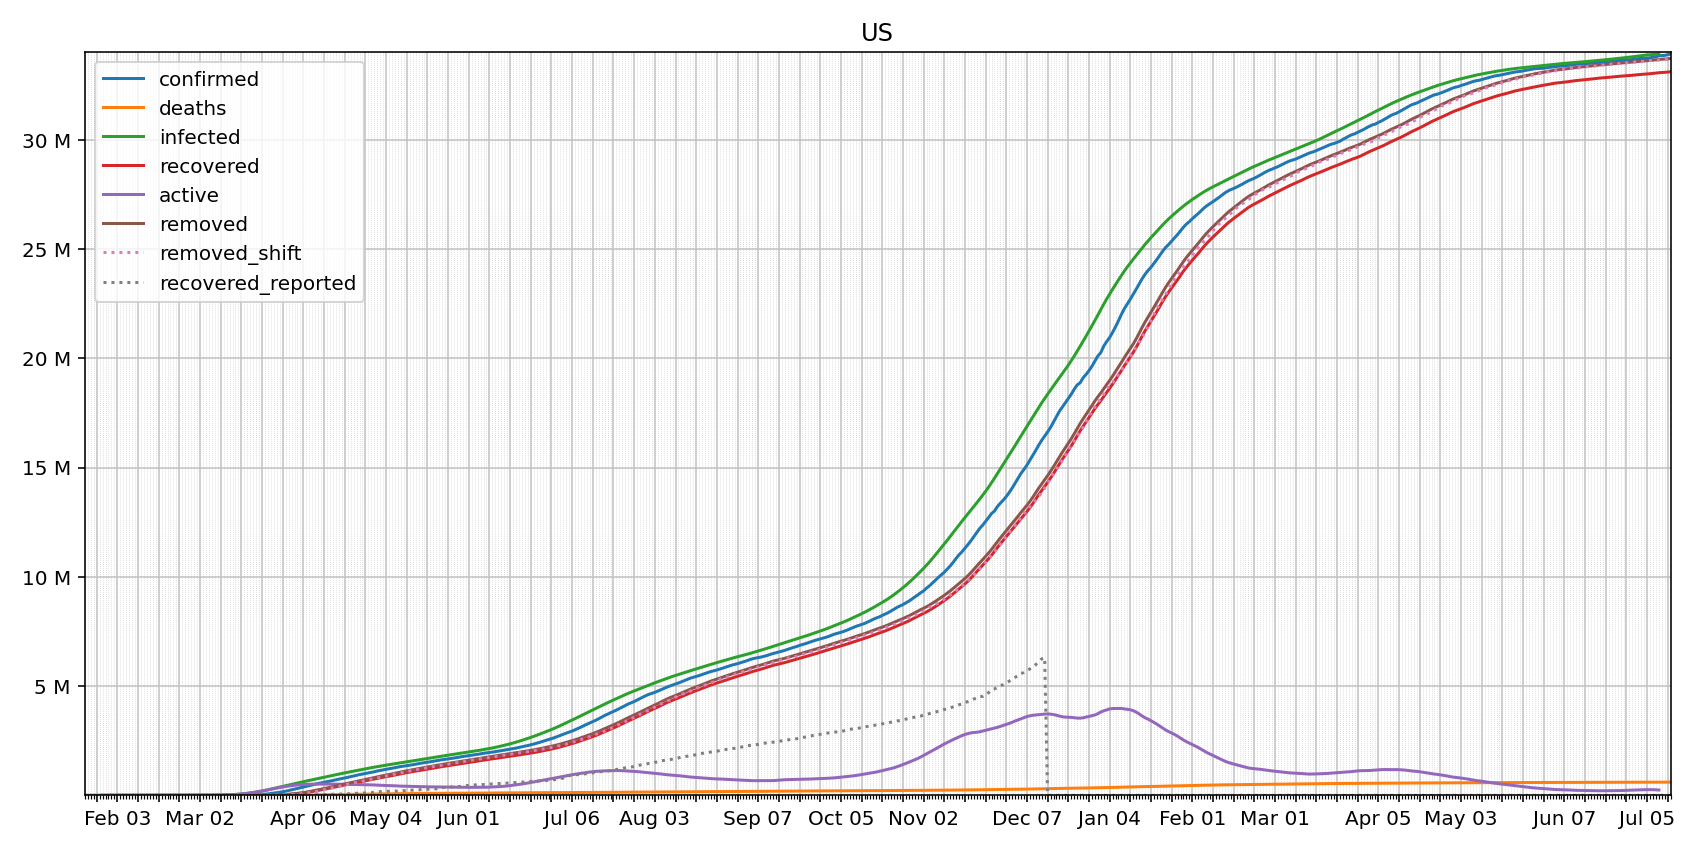 US
confirmed
deaths
infected
recovered
active
removed
removed_shift
recovered_reported
30 M
25 M
20 M
15 M
10 M
5 M
Feb 03 Mar 02 Apr 06 May 04 Jun 01 Jul 06 Aug 03 Sep 07 Oct 05 Nov 02 Dec 07 Jan 04 Feb 01 Mar 01 Apr 05 May 03 Jun 07 Jul 05